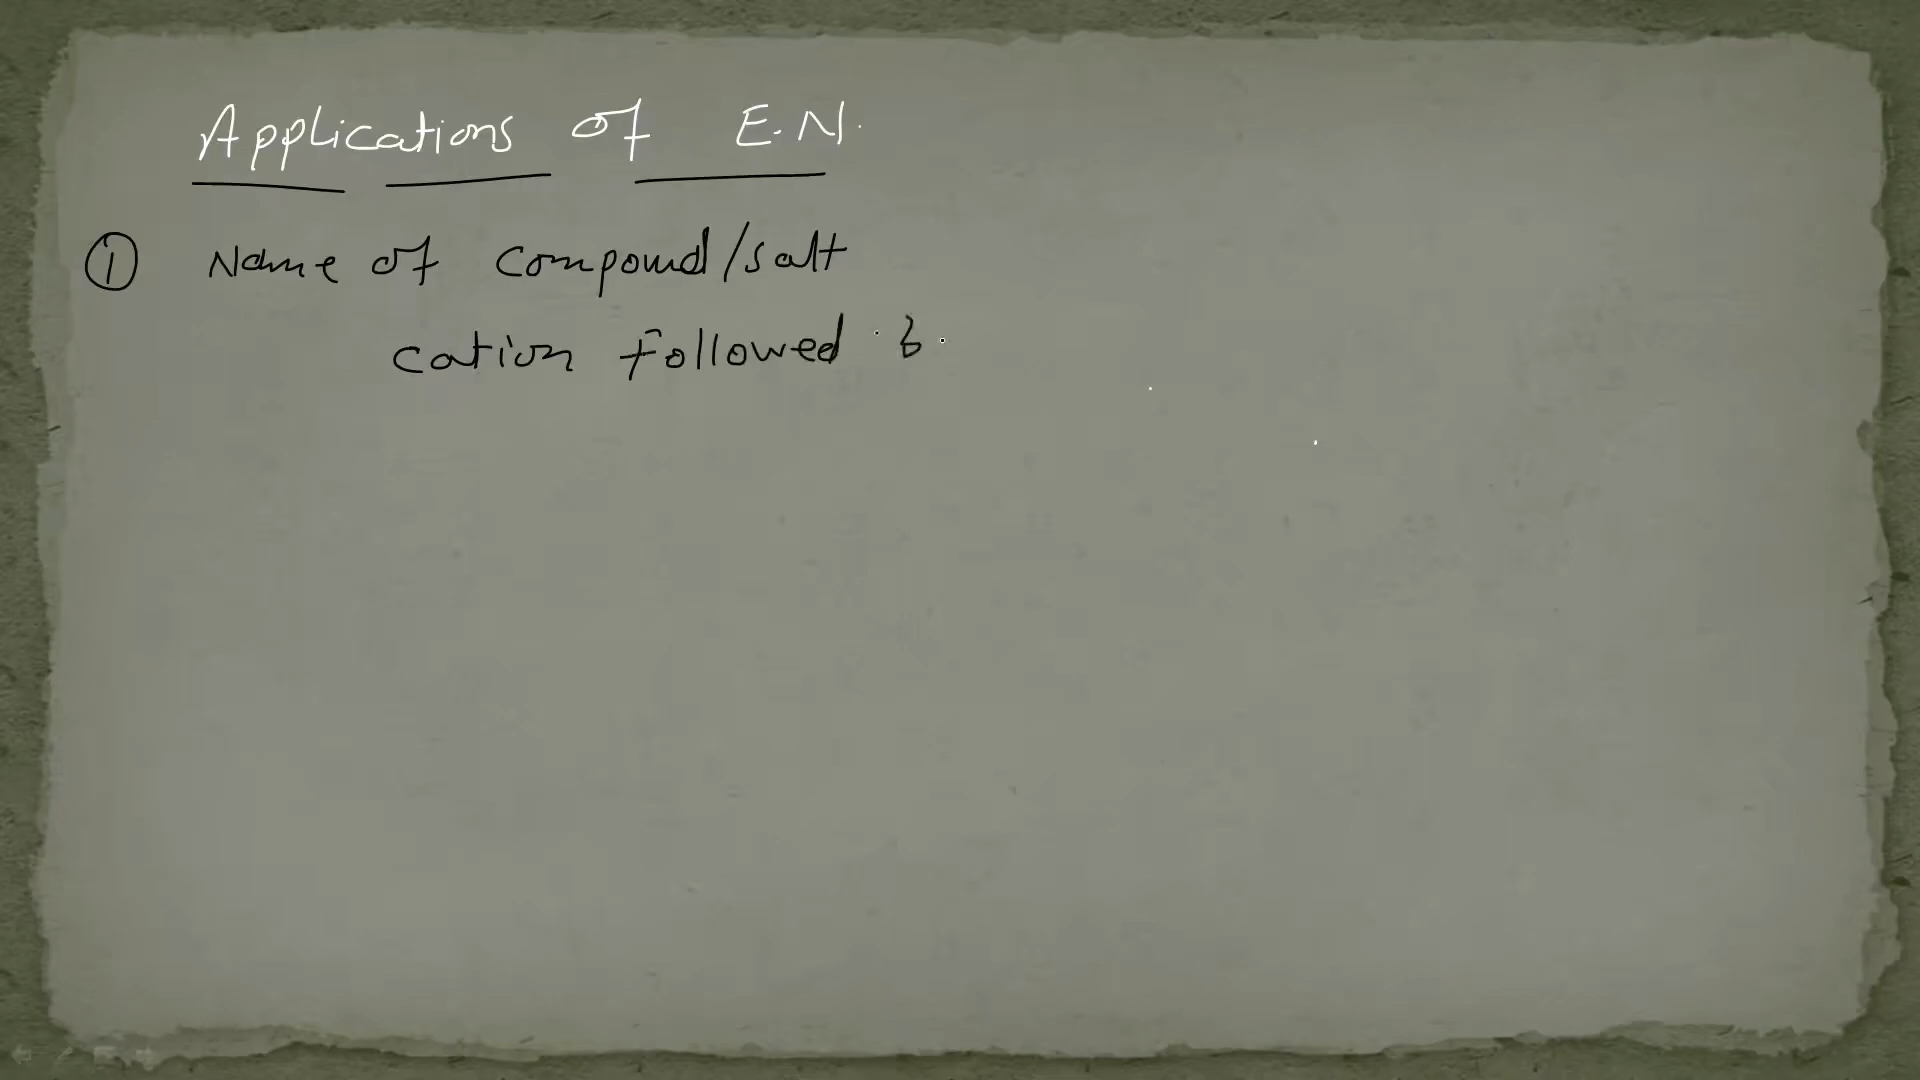 Applications of E.N.
① Name of Compound/salt
cation followed b